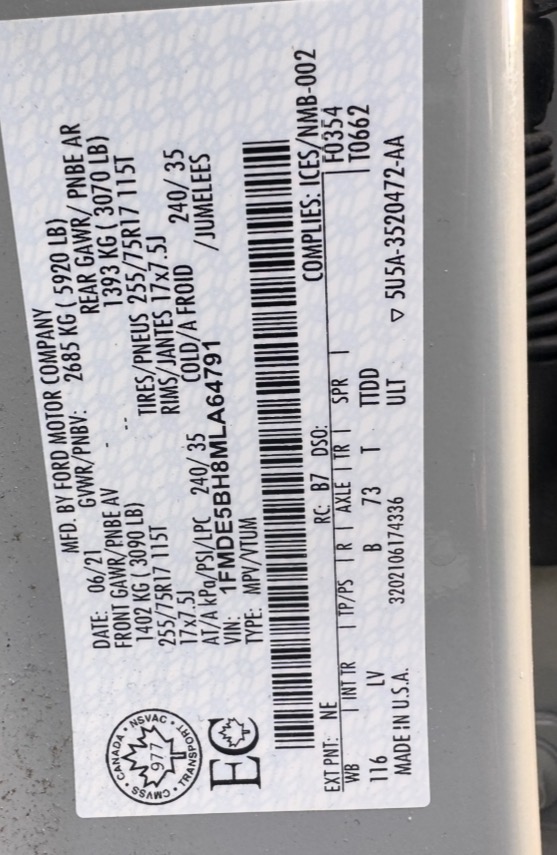 MFD. BY FORD MOTOR COMPANY
DATE: 06/21 GVWR/PNBV: 2685 KG ( 5920 LB)
FRONT GAWR/PNBE AV - REAR GAWR/ PNBE AR
1402 KG ( 3090 LB) -- 1393 KG ( 3070 LB)
255/75R17 115T TIRES/PNEUS 255/75R17 115T
17x7.5J RIMS/JANTES 17x7.5J
AT/A kPa/PSI/LPC 240/ 35 COLD/A FROID 240/ 35
VIN: 1FMDE5BH8MLA64791 /JUMELEES
TYPE: MPV/VTUM
CANADA • NSVAC • TRANSPORT • CMVSS •
977
EC
COMPLIES: ICES/NMB-002
EXT PNT: NE RC: B7 DSO: F0354
WB | INT TR | TP/PS | R | AXLE | TR | SPR | T0662
116 LV B 73 T TTDD
ULT
MADE IN U.S.A. 3202106174336 ▽ 5U5A-3520472-AA